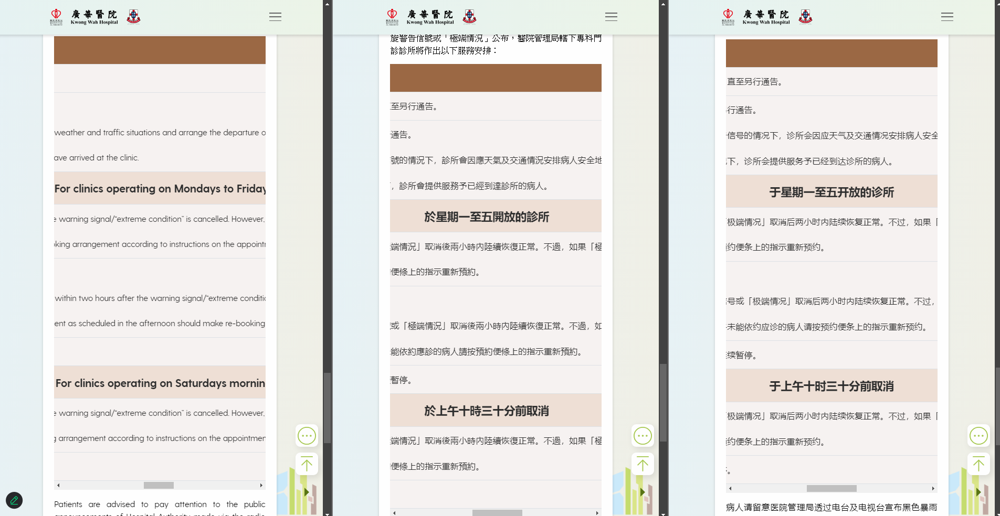 廣華醫院
Kwong Wah Hospital
weather and traffic situations and arrange the departure o
ave arrived at the clinic.
For clinics operating on Mondays to Friday
e warning signal/“extreme condition” is cancelled. However,
king arrangement according to instructions on the appoint
within two hours after the warning signal/“extreme conditi
ent as scheduled in the afternoon should make re-booking
For clinics operating on Saturdays mornin
e warning signal/“extreme condition” is cancelled. However,
g arrangement according to instructions on the appointmen
Patients are advised to pay attention to the public
announcements of Hospital Authority made via the radio
廣華醫院
Kwong Wah Hospital
旋警告信號或「極端情況」公布，醫院管理局轄下專科門
診診所將作出以下服務安排：
至另行通告。
通告。
號的情況下，診所會因應天氣及交通情況安排病人安全地
，診所會提供服務予已經到達診所的病人。
於星期一至五開放的診所
端情況」取消後兩小時內陸續恢復正常。不過，如果「極
便條上的指示重新預約。
或「極端情況」取消後兩小時內陸續恢復正常。不過，如
能依約應診的病人請按預約便條上的指示重新預約。
暫停。
於上午十時三十分前取消
端情況」取消後兩小時內陸續恢復正常。不過，如果「極
便條上的指示重新預約。
廣華醫院
Kwong Wah Hospital
直至另行通告。
行通告。
信号的情况下，诊所会因应天气及交通情况安排病人安全
下，诊所会提供服务予已经到达诊所的病人。
于星期一至五开放的诊所
「极端情况」取消后两小时内陆续恢复正常。不过，如果「
约便条上的指示重新预约。
号或「极端情况」取消后两小时内陆续恢复正常。不过，
未能依约应诊的病人请按预约便条上的指示重新预约。
续暂停。
于上午十时三十分前取消
「极端情况」取消后两小时内陆续恢复正常。不过，如果「
约便条上的指示重新预约。
。
病人请留意医院管理局透过电台及电视台宣布黑色暴雨